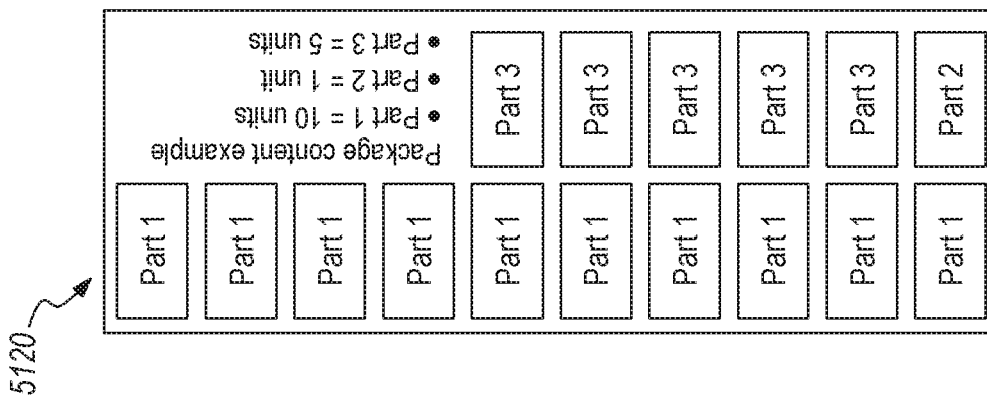 5120
Package content example
• Part 1 = 10 units
• Part 2 = 1 unit
• Part 3 = 5 units
Part 3
Part 3
Part 3
Part 3
Part 3
Part 2
Part 1
Part 1
Part 1
Part 1
Part 1
Part 1
Part 1
Part 1
Part 1
Part 1